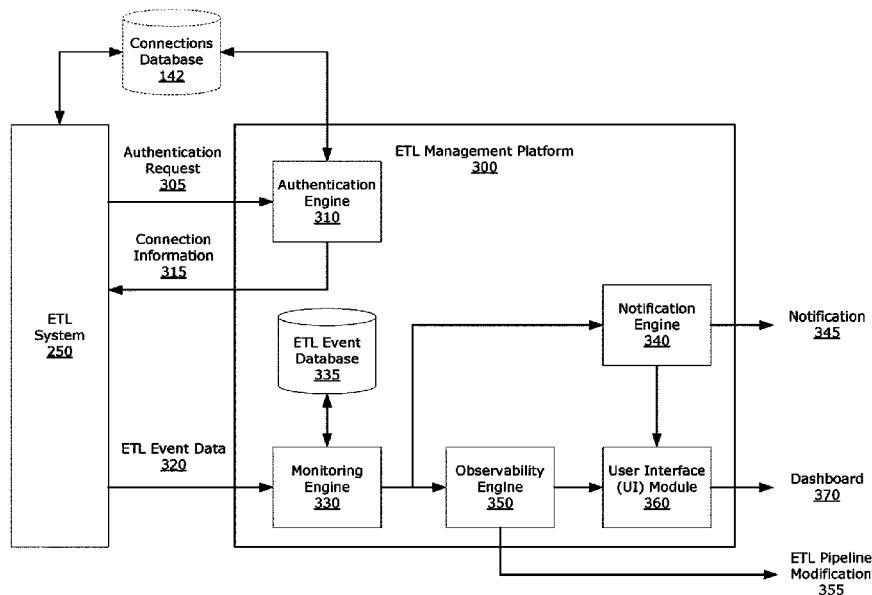 Connections
Database
142
ETL Management Platform
300
Authentication
Request
305
Authentication
Engine
310
Connection
Information
315
ETL
System
250
ETL Event
Database
335
Notification
Engine
340
Notification
345
ETL Event Data
320
Monitoring
Engine
330
Observability
Engine
350
User Interface
(UI) Module
360
Dashboard
370
ETL Pipeline
Modification
355